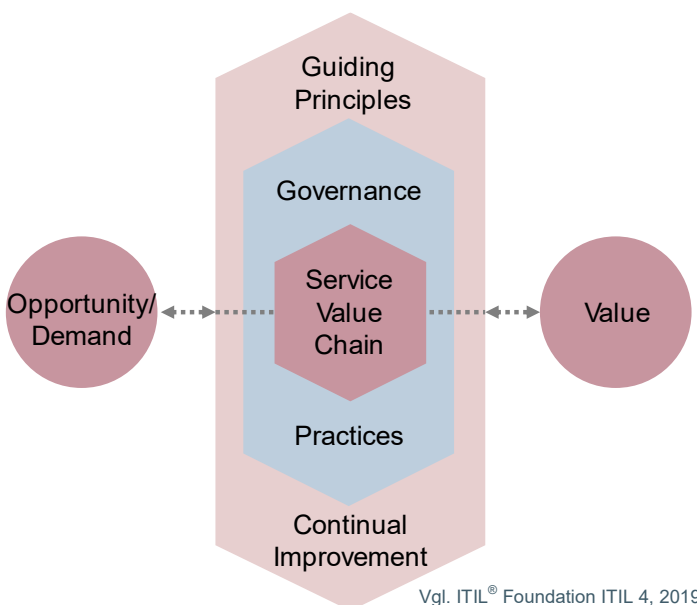 Guiding
Principles
Governance
Service
Value
Chain
Opportunity/
Demand
Value
Practices
Continual
Improvement
Vgl. ITIL® Foundation ITIL 4, 2019